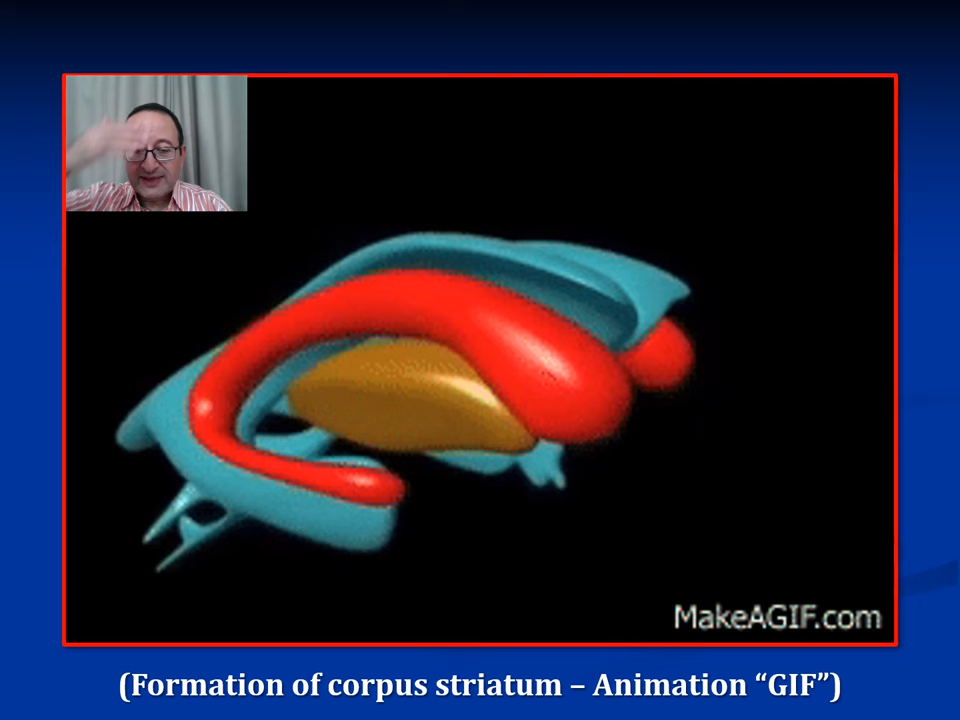 MakeAGIF.com
(Formation of corpus striatum – Animation “GIF”)